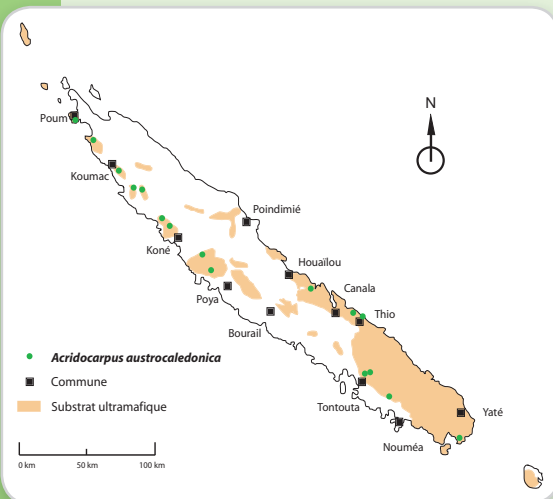 N
Poum
Koumac
Poindimié
Koné
Houaïlou
Canala
Poya
Thio
Bourail
Acridocarpus austrocaledonica
Commune
Substrat ultramafique
Tontouta
Yaté
Nouméa
0 km 50 km 100 km